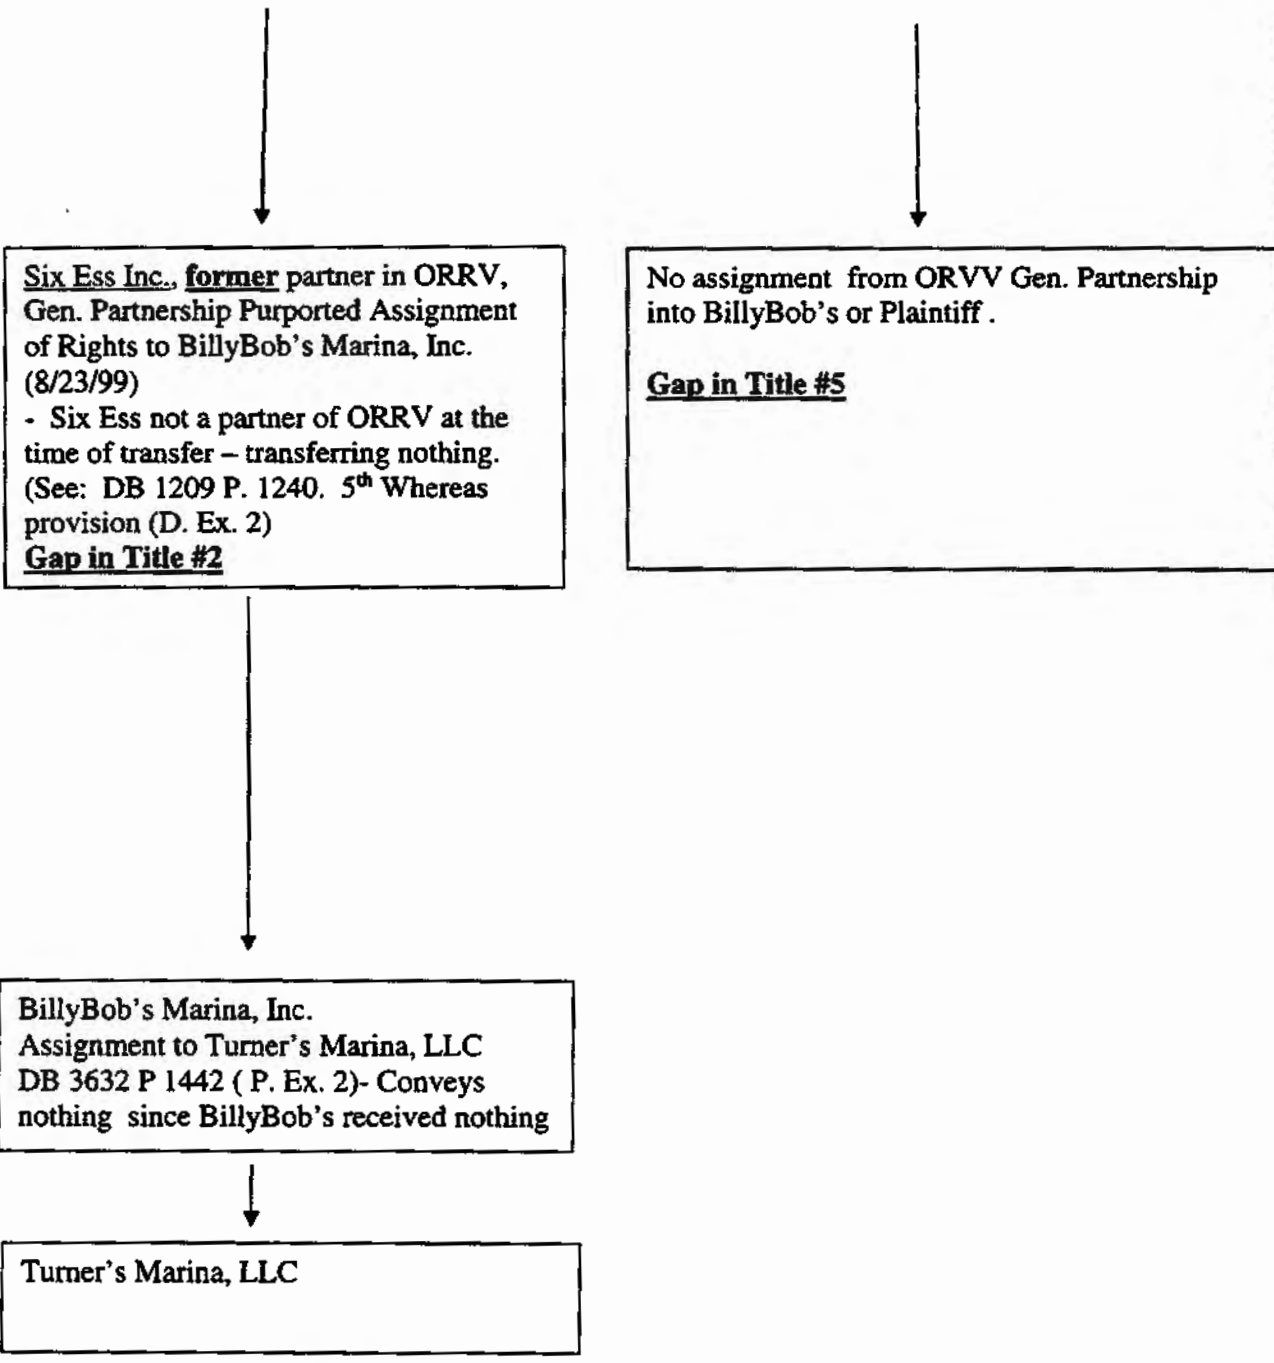 Six Ess Inc., former partner in ORRV,
Gen. Partnership Purported Assignment
of Rights to BillyBob's Marina, Inc.
(8/23/99)
- Six Ess not a partner of ORRV at the
time of transfer – transferring nothing.
(See: DB 1209 P. 1240. 5th Whereas
provision (D. Ex. 2)
Gap in Title #2
No assignment from ORVV Gen. Partnership
into BillyBob's or Plaintiff .
Gap in Title #5
BillyBob's Marina, Inc.
Assignment to Turner's Marina, LLC
DB 3632 P 1442 ( P. Ex. 2)- Conveys
nothing since BillyBob's received nothing
Turner's Marina, LLC